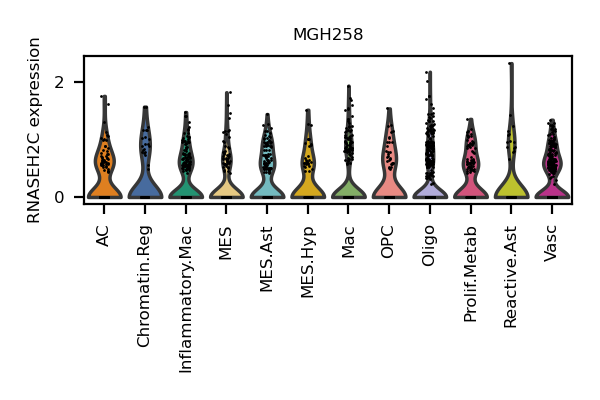 MGH258
RNASEH2C expression
2
0
AC
Chromatin.Reg
Inflammatory.Mac
MES
MES.Ast
MES.Hyp
Mac
OPC
Oligo
Prolif.Metab
Reactive.Ast
Vasc